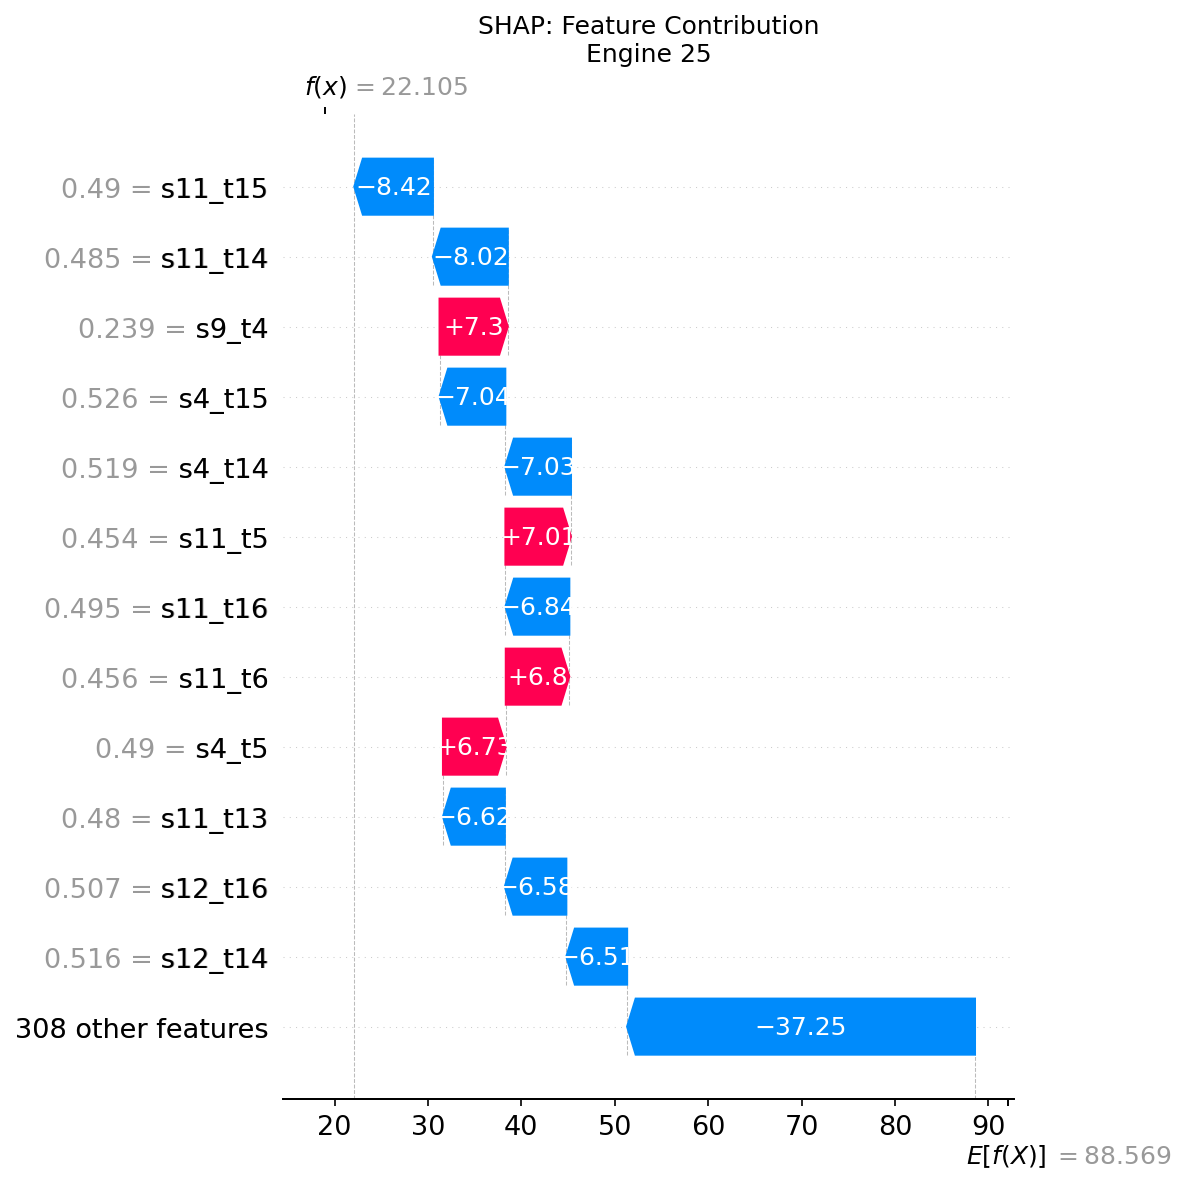 SHAP: Feature Contribution
Engine 25
f(x) = 22.105
0.49 = s11_t15 −8.42
0.485 = s11_t14 −8.02
0.239 = s9_t4 +7.3
0.526 = s4_t15 −7.04
0.519 = s4_t14 −7.03
0.454 = s11_t5 +7.01
0.495 = s11_t16 −6.84
0.456 = s11_t6 +6.8
0.49 = s4_t5 +6.73
0.48 = s11_t13 −6.62
0.507 = s12_t16 −6.58
0.516 = s12_t14 −6.51
308 other features −37.25
20 30 40 50 60 70 80 90
E[f(X)] = 88.569